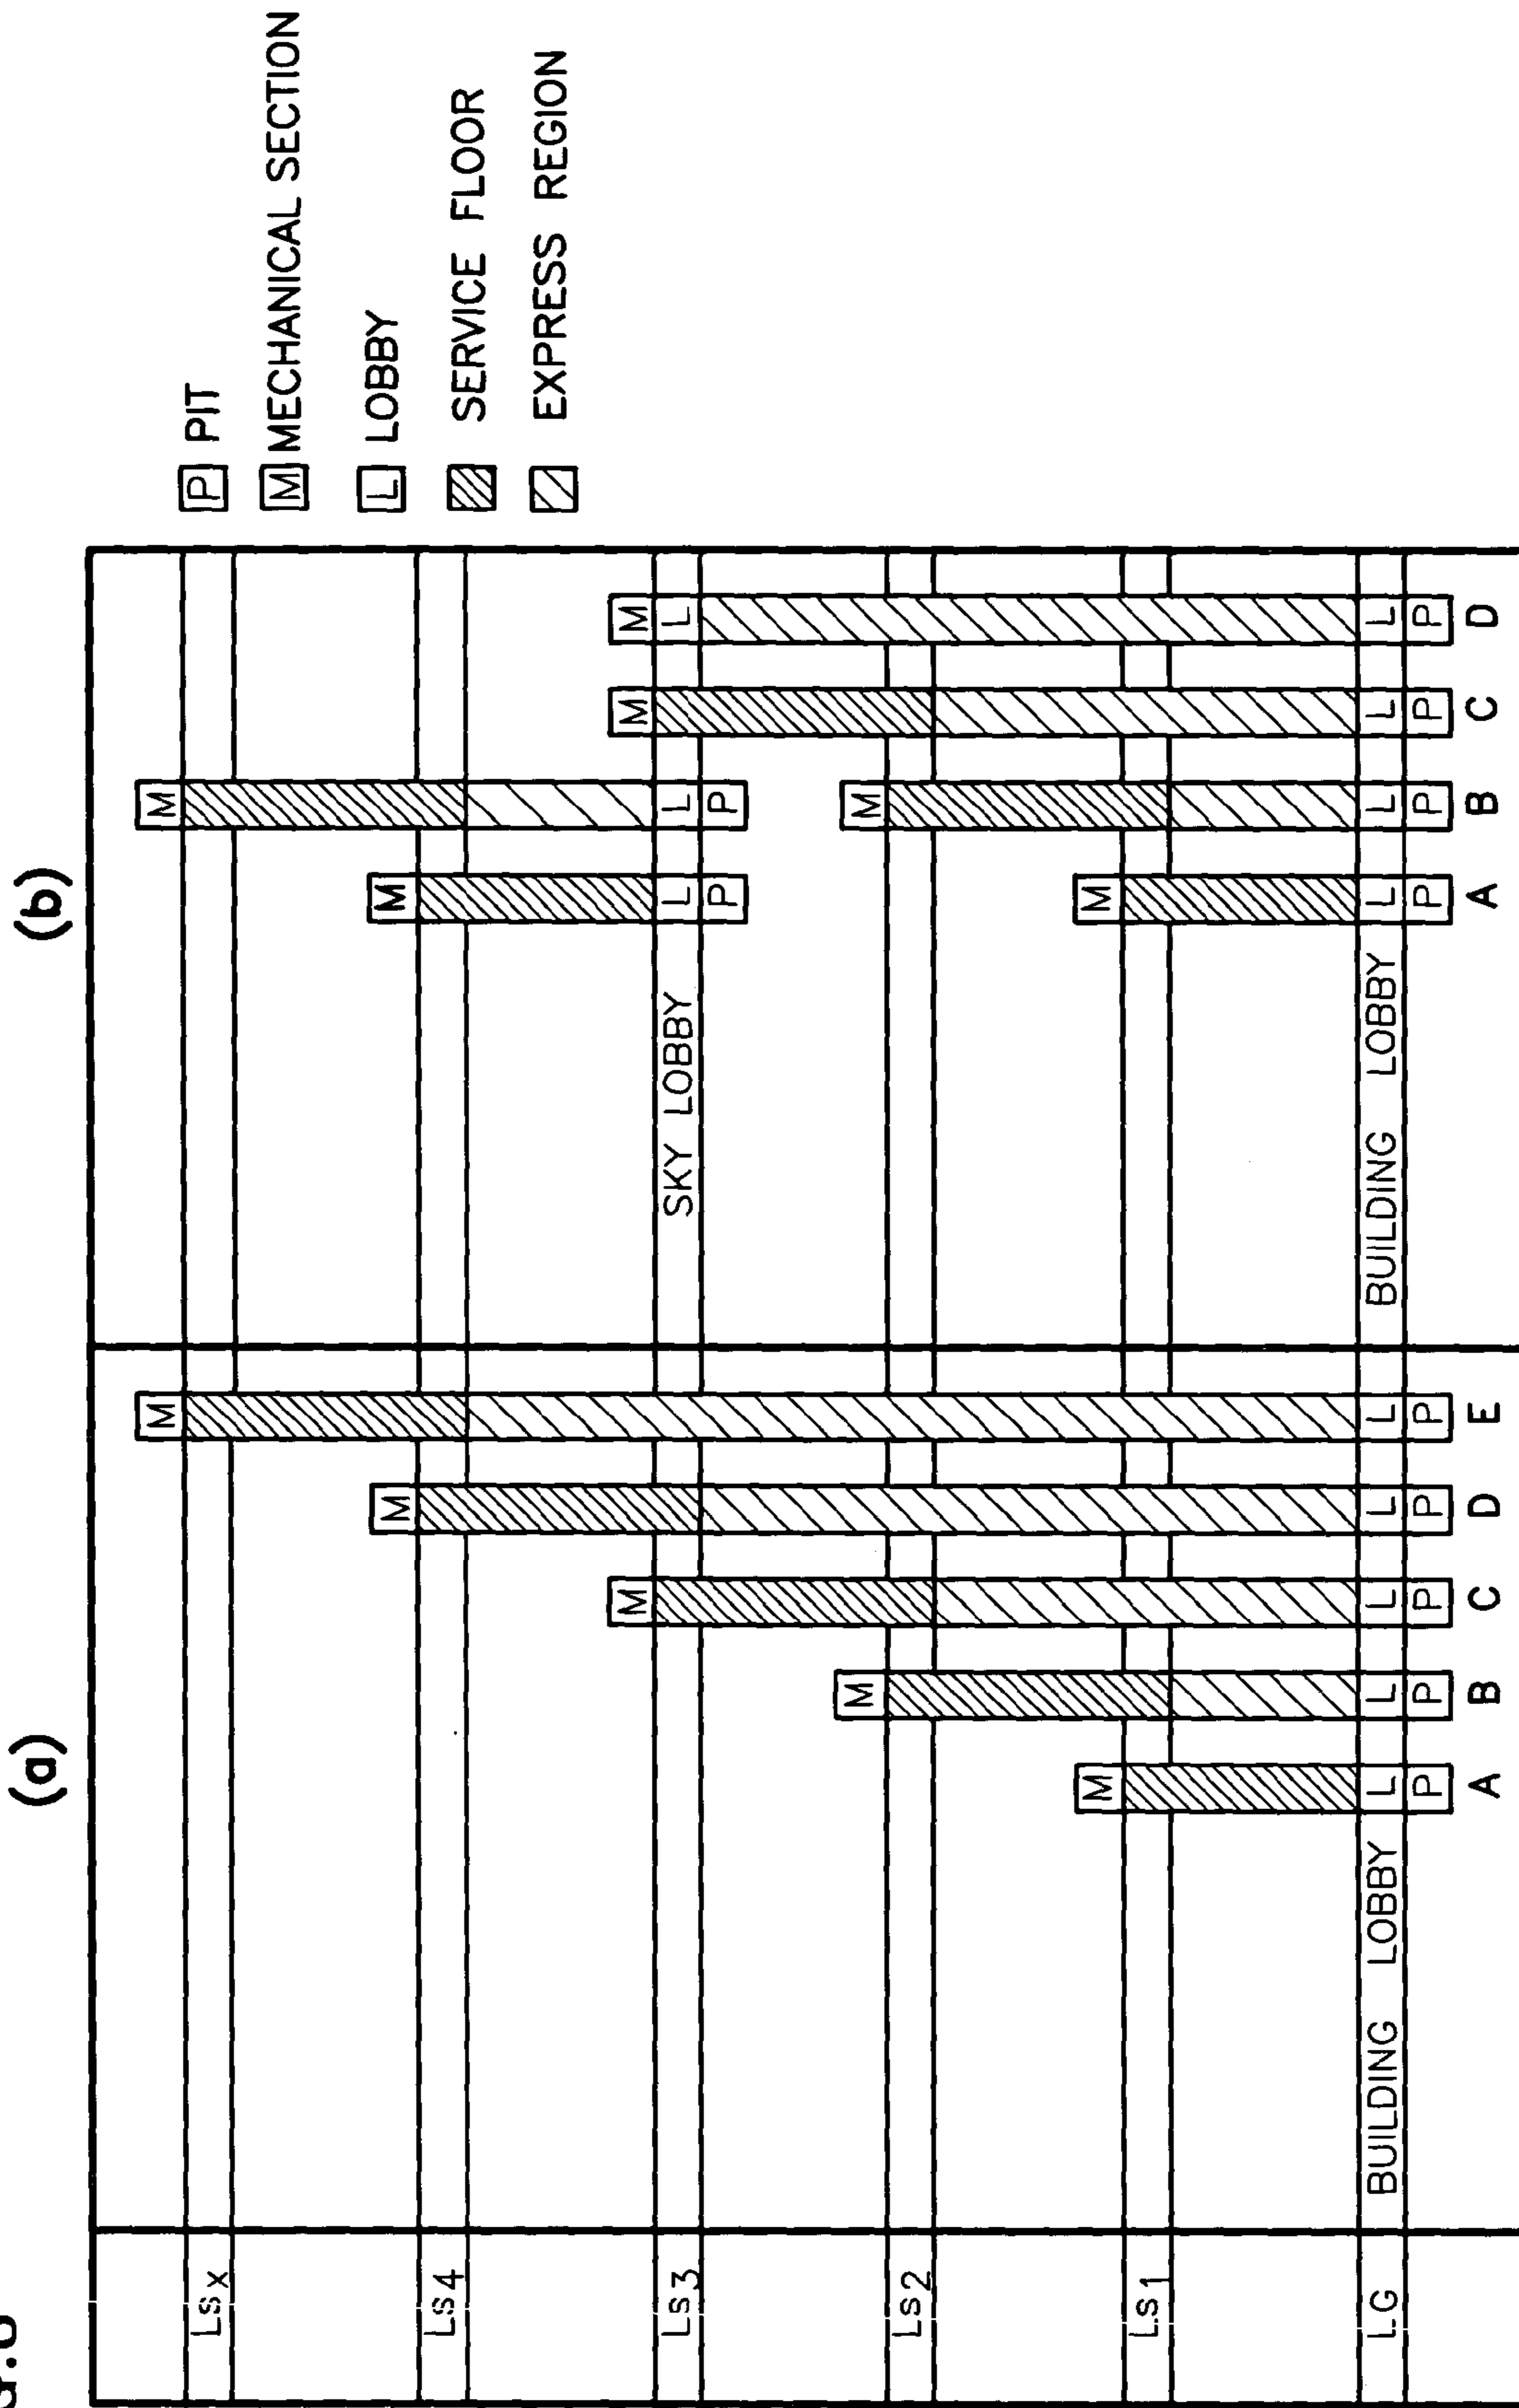 (a)
(b)
Lsx
Ls4
Ls3
Ls2
Ls1
LG
BUILDING LOBBY
M
L
P
A
M
L
P
B
M
L
P
C
M
L
P
D
M
L
P
E
SKY LOBBY
BUILDING LOBBY
M
L
P
M
L
P
A
M
L
P
M
L
P
B
M
L
P
C
M
L
L
P
D
P PIT
M MECHANICAL SECTION
L LOBBY
SERVICE FLOOR
EXPRESS REGION